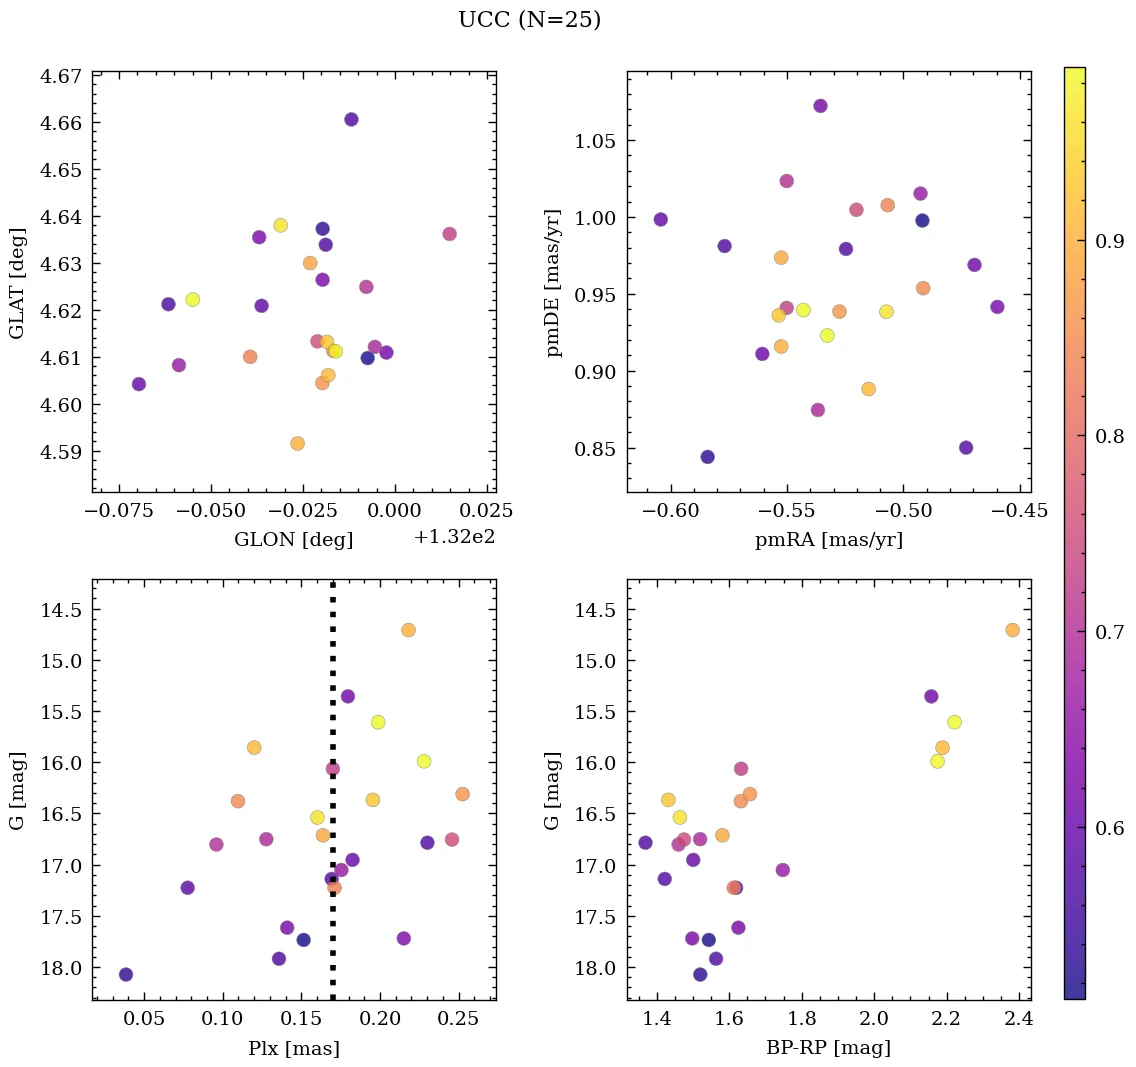 UCC (N=25)
4.67
4.66
4.65
4.64
4.63
4.62
4.61
4.60
4.59
GLAT [deg]
−0.075 −0.050 −0.025 0.000 0.025
GLON [deg]
+1.32e2
1.05
1.00
0.95
0.90
0.85
pmDE [mas/yr]
−0.60 −0.55 −0.50 −0.45
pmRA [mas/yr]
14.5
15.0
15.5
16.0
16.5
17.0
17.5
18.0
G [mag]
0.05 0.10 0.15 0.20 0.25
Plx [mas]
14.5
15.0
15.5
16.0
16.5
17.0
17.5
18.0
G [mag]
1.4 1.6 1.8 2.0 2.2 2.4
BP-RP [mag]
0.9
0.8
0.7
0.6